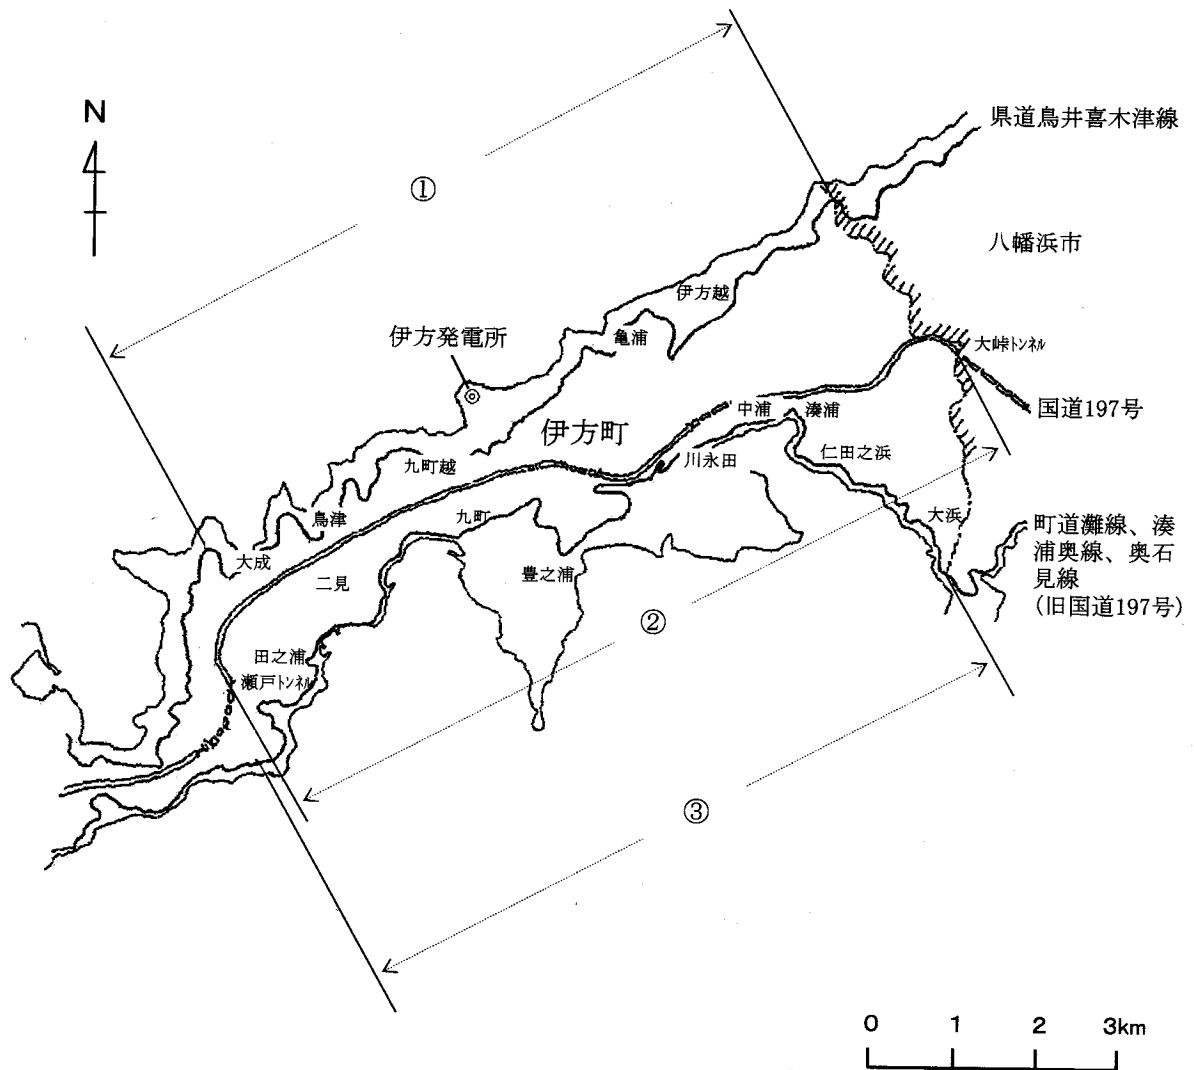 N
県道鳥井喜木津線
①
八幡浜市
伊方越
伊方発電所
亀浦
大峠トンネル
国道197号
伊方町
中浦
湊浦
九町越
川永田
仁田之浜
鳥津
九町
大浜
町道灘線、湊
浦奥線、奥石
見線
(旧国道197号)
大成
二見
豊之浦
②
田之浦
瀬戸トンネル
③
0 1 2 3km